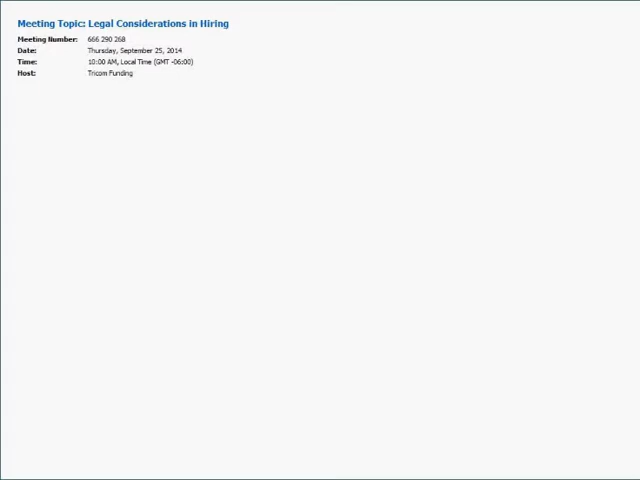 Meeting Topic: Legal Considerations in Hiring
Meeting Number: 666 290 268
Date: Thursday, September 25, 2014
Time: 10:00 AM, Local Time (GMT -06:00)
Host: Tricom Funding